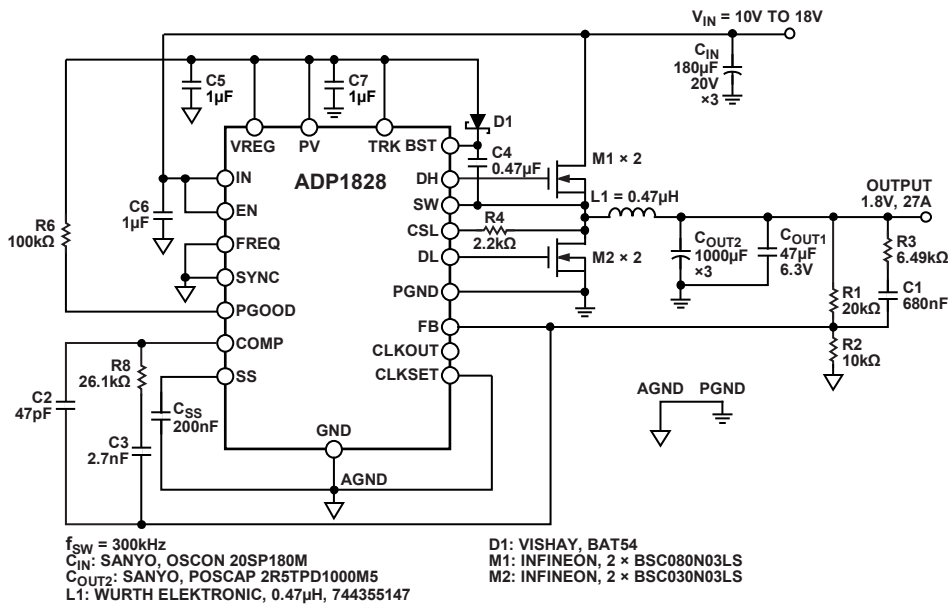 V_IN = 10V TO 18V
C_IN
180µF
20V
×3
C5
1µF
C7
1µF
D1
VREG
PV
TRK
BST
C4
0.47µF
M1 × 2
ADP1828
IN
DH
L1 = 0.47µH
OUTPUT
1.8V, 27A
EN
SW
C6
1µF
R6
100kΩ
CSL
R4
2.2kΩ
FREQ
DL
M2 × 2
C_OUT2
1000µF
×3
C_OUT1
47µF
6.3V
R3
6.49kΩ
SYNC
PGND
C1
680nF
R1
20kΩ
PGOOD
FB
COMP
CLKOUT
R2
10kΩ
R8
26.1kΩ
SS
CLKSET
C2
47pF
C_SS
200nF
AGND PGND
GND
C3
2.7nF
AGND
f_SW = 300kHz
C_IN: SANYO, OSCON 20SP180M
C_OUT2: SANYO, POSCAP 2R5TPD1000M5
L1: WURTH ELEKTRONIC, 0.47µH, 744355147
D1: VISHAY, BAT54
M1: INFINEON, 2 × BSC080N03LS
M2: INFINEON, 2 × BSC030N03LS